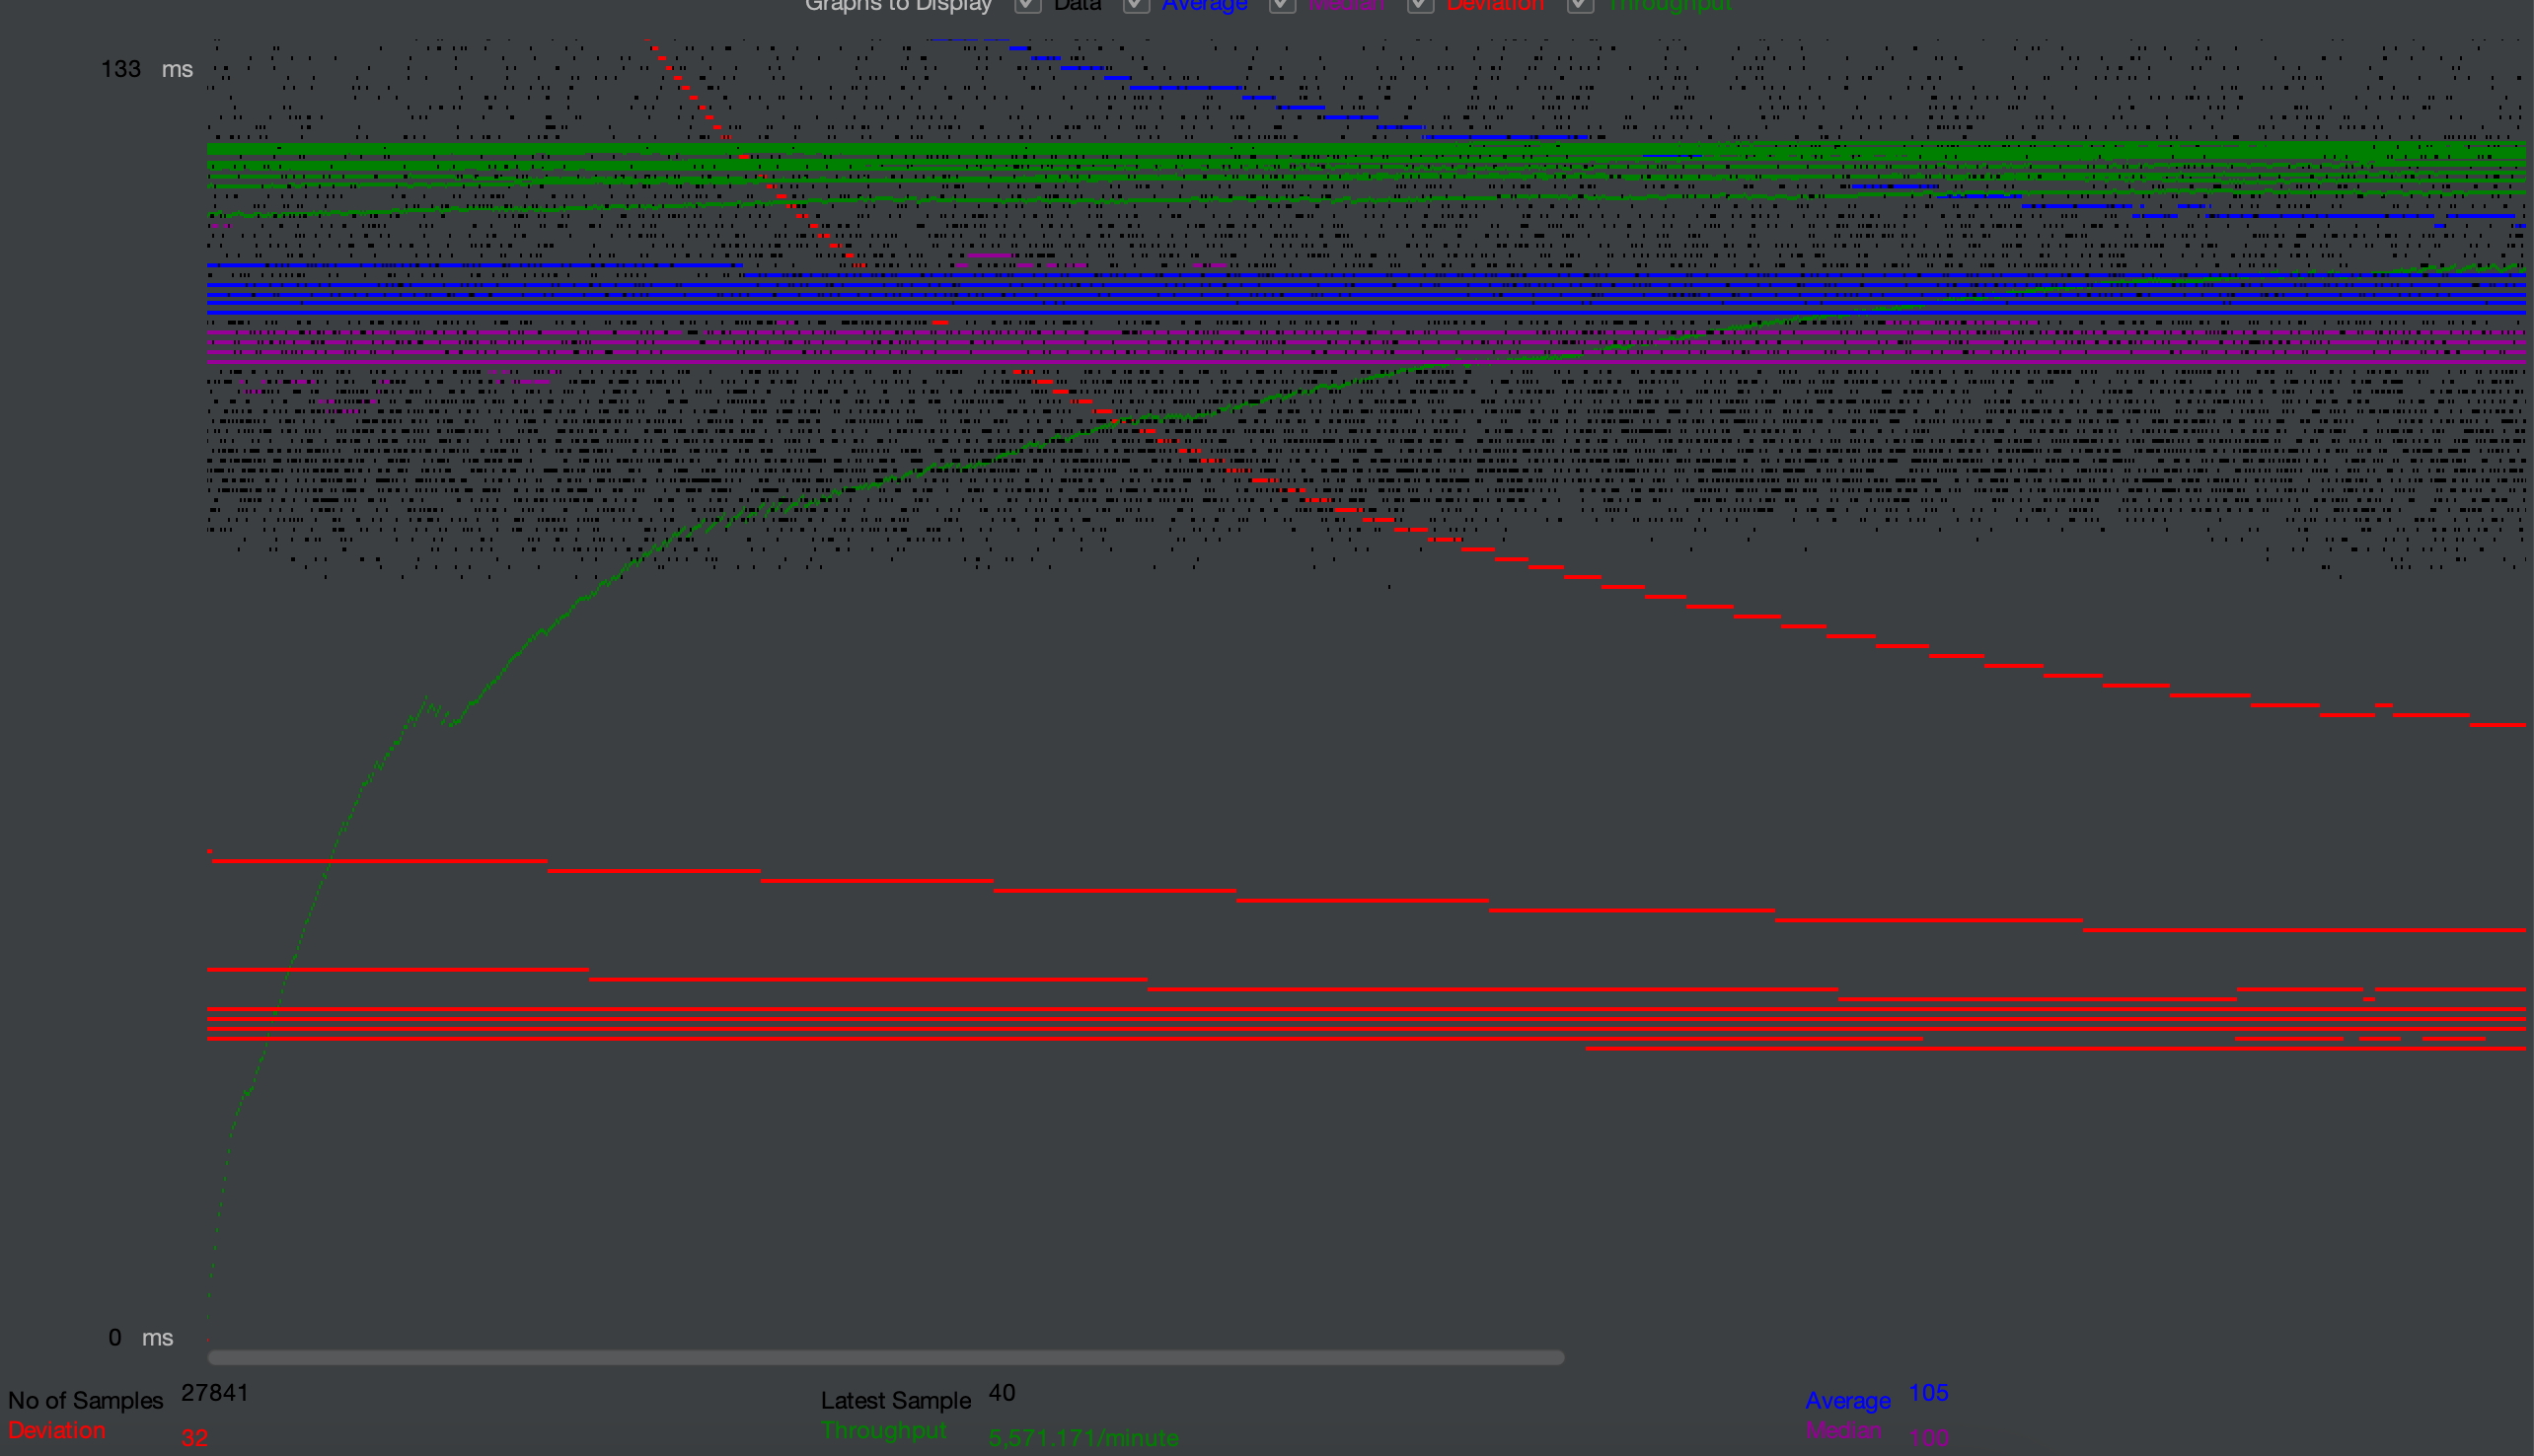 Graphs to Display Data Average Median Deviation Throughput
133 ms
0 ms
No of Samples 27841 Latest Sample 40 Average 105
Deviation 32 Throughput 5,571.171/minute Median 100